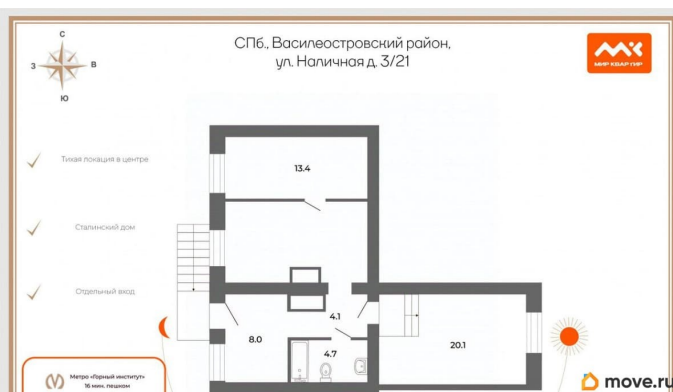 С
З
В
Ю
СПб., Василеостровский район,
ул. Наличная д. 3/21
МИР КВАРТИР
Тихая локация в центре
Сталинский дом
Отдельный вход
13.4
4.1
8.0
4.7
20.1
Метро «Горный институт»
16 мин. пешком
move.ru